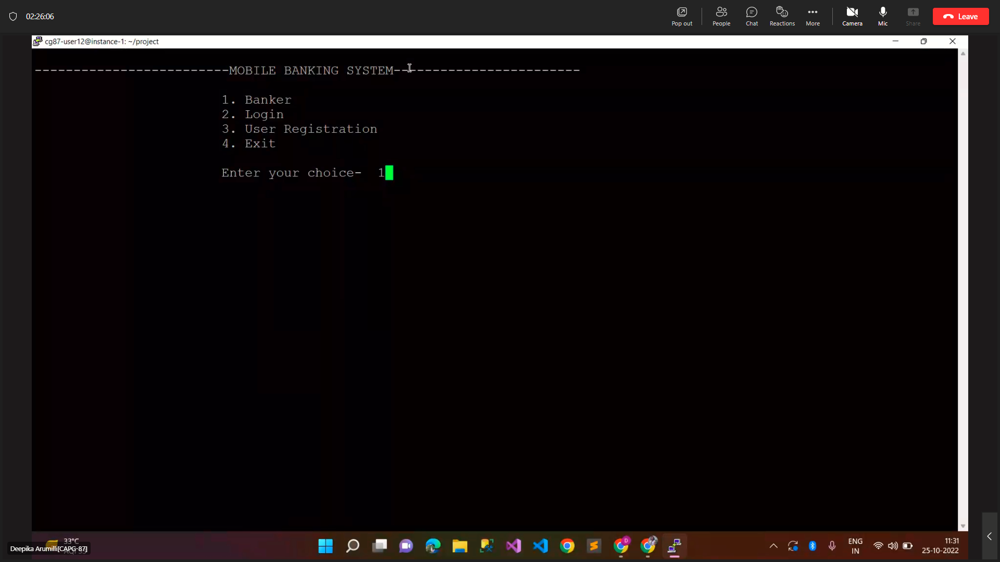 02:26:06
Pop out People Chat Reactions More Camera Mic Share Leave
cg87-user12@instance-1: ~/project
-------------------------MOBILE BANKING SYSTEM------------------------
1. Banker
2. Login
3. User Registration
4. Exit
Enter your choice-  1
33°C
Deepika Arumilli[CAPG-87]
D
ENG
IN
11:31
25-10-2022